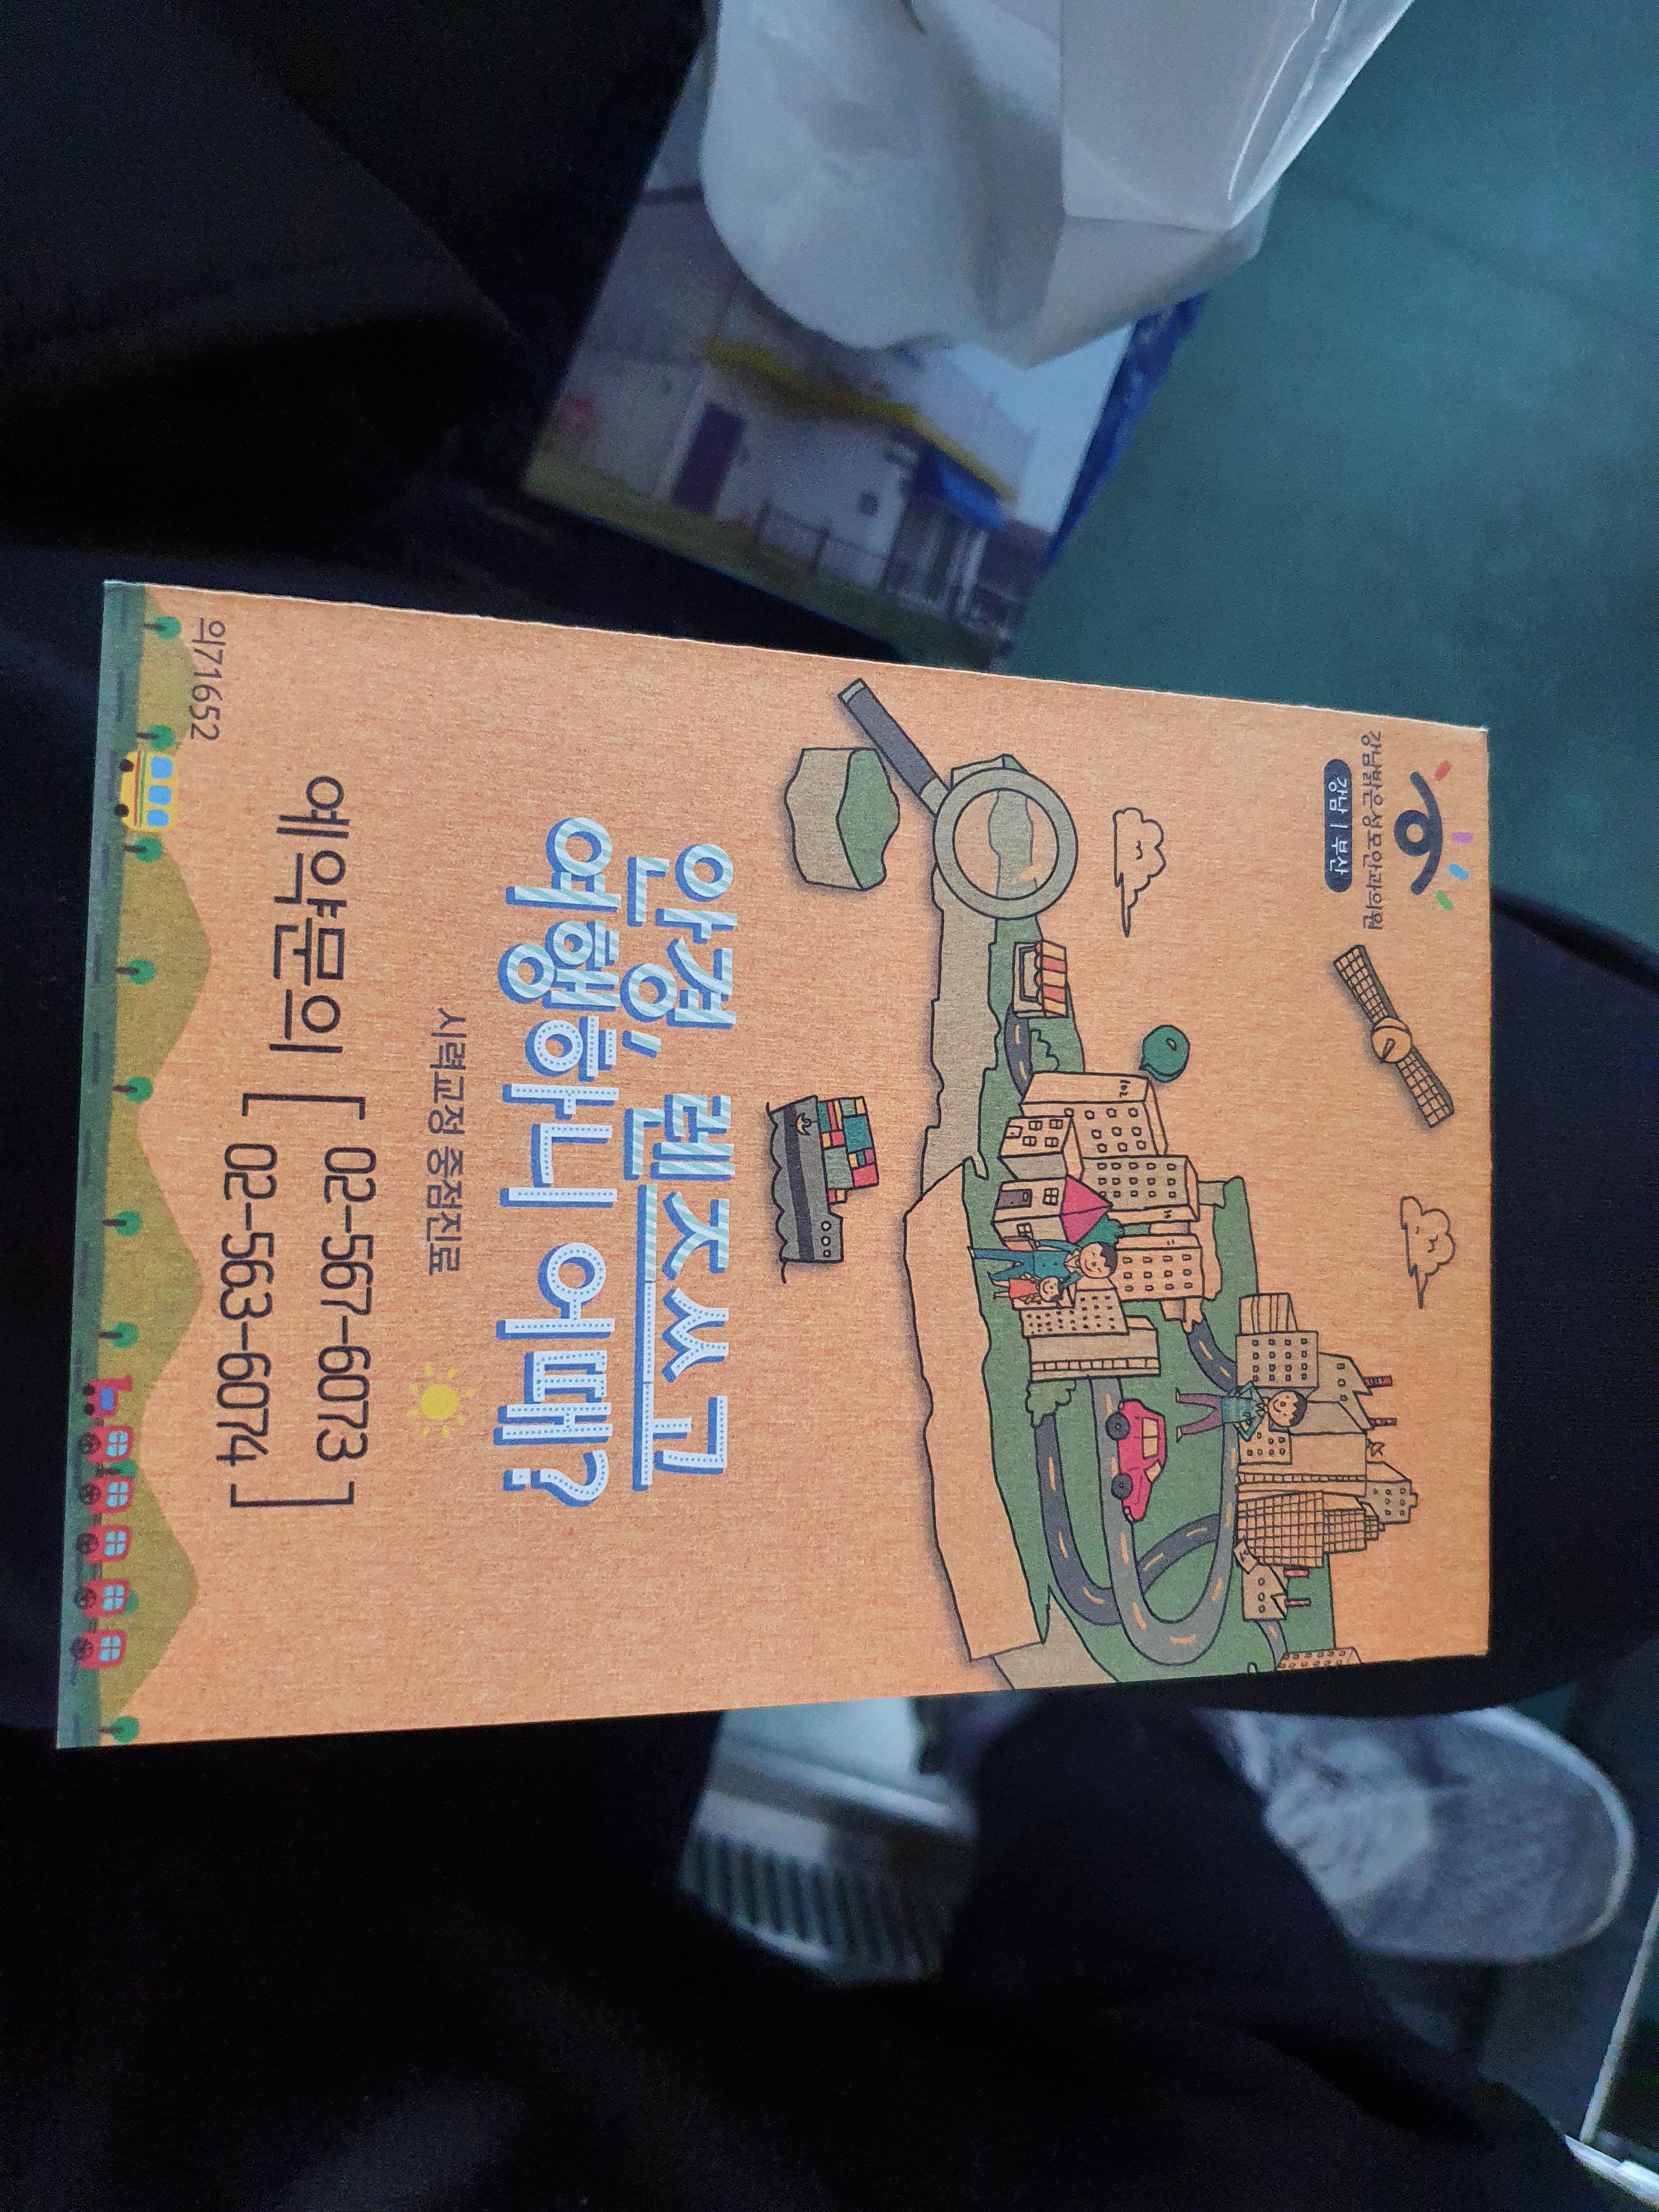 강남밝은성모안과의원
강남 | 부산
안경, 렌즈쓰고
여행하니 어때?
시력교정 중점진료
예약문의
02-567-6073
02-563-6074
의71652